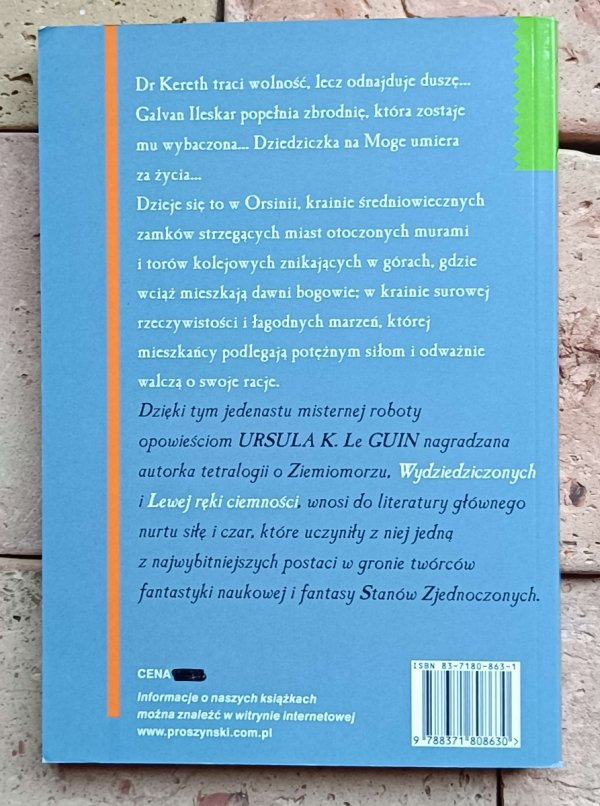 Dr Kereth traci wolność, lecz odnajduje duszę...
Galvan Ileskar popełnia zbrodnię, która zostaje
mu wybaczona... Dziedziczka na Moge umiera
za życia...
Dzieje się to w Orsinii, krainie średniowiecznych
zamków strzegących miast otoczonych murami
i torów kolejowych znikających w górach, gdzie
wciąż mieszkają dawni bogowie; w krainie surowej
rzeczywistości i łagodnych marzeń, której
mieszkańcy podlegają potężnym siłom i odważnie
walczą o swoje racje.
Dzięki tym jedenastu misternej roboty
opowieściom URSULA K. Le GUIN nagradzana
autorka tetralogii o Ziemiomorzu, Wydziedziczonych
i Lewej ręki ciemności, wnosi do literatury głównego
nurtu siłę i czar, które uczyniły z niej jedną
z najwybitniejszych postaci w gronie twórców
fantastyki naukowej i fantasy Stanów Zjednoczonych.
CENA
Informacje o naszych książkach
można znaleźć w witrynie internetowej
www.proszynski.com.pl
ISBN 83-7180-863-1
9 788371 808630 >